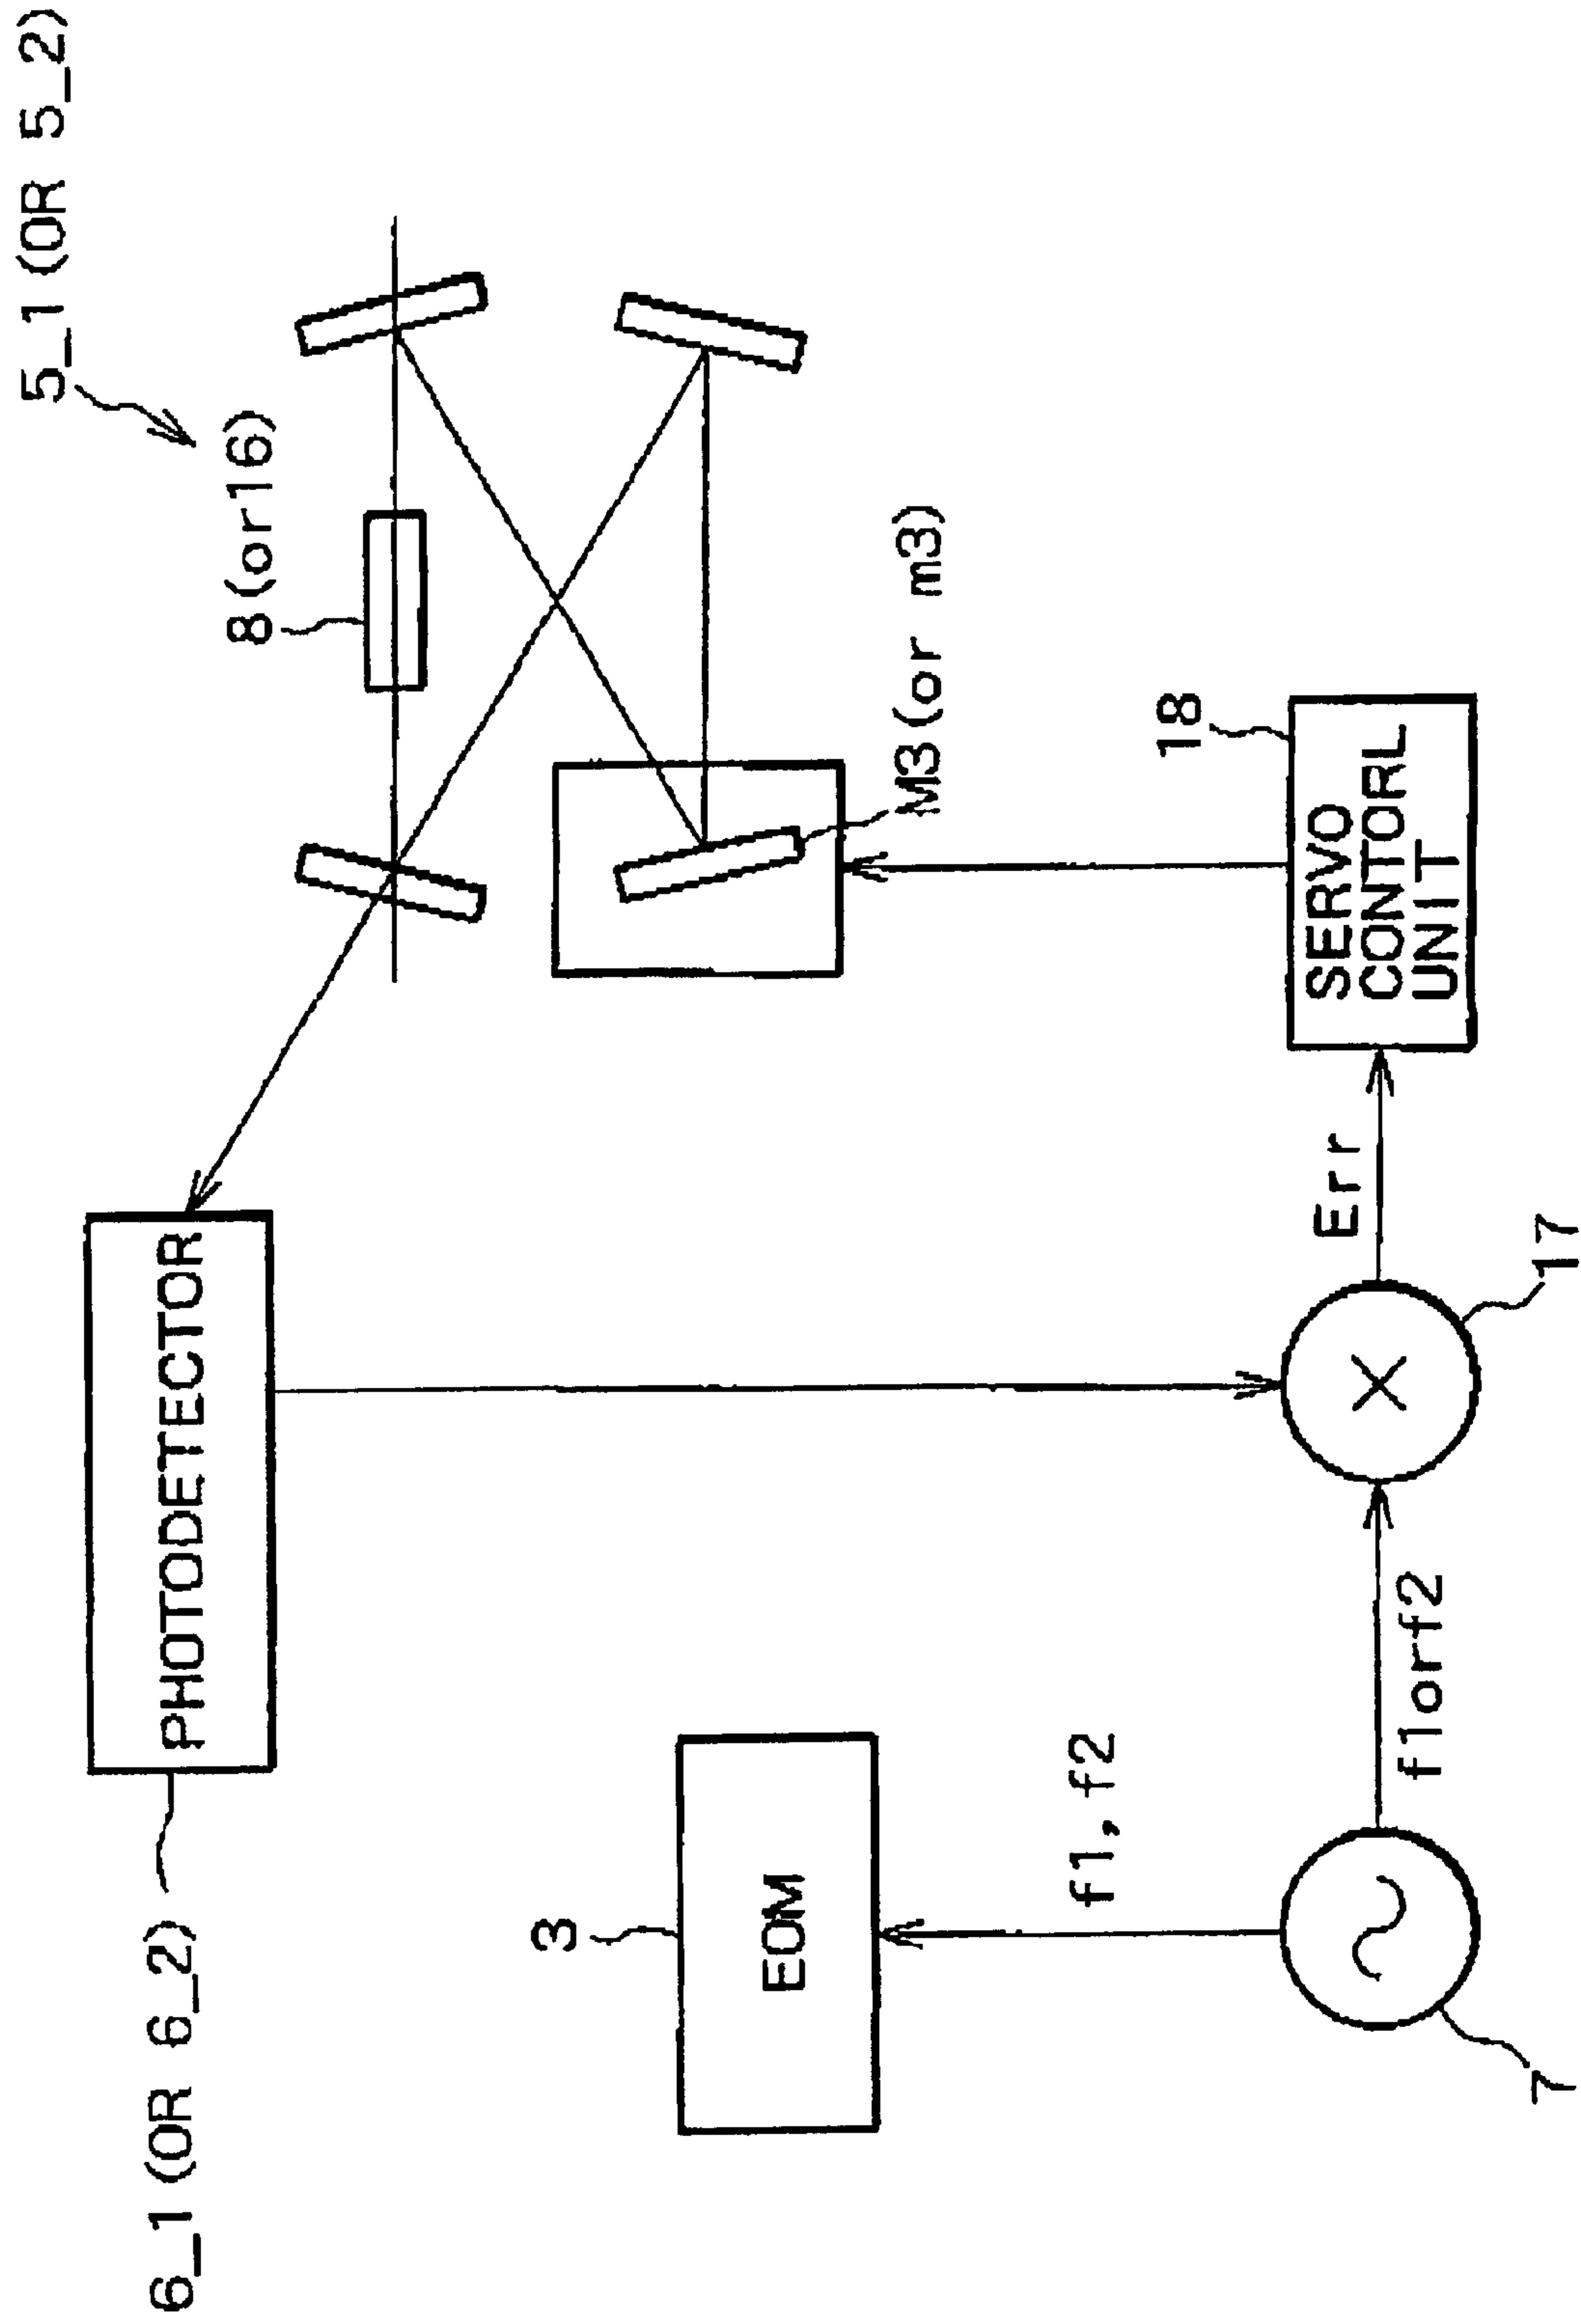 5_1(OR 5_2)
8(or16)
6_1(OR 6_2)
PHOTODETECTOR
M3(or m3)
3
EOM
18
SERVO
CONTORL
UNIT
f1,f2
Err
f1orf2
7
17